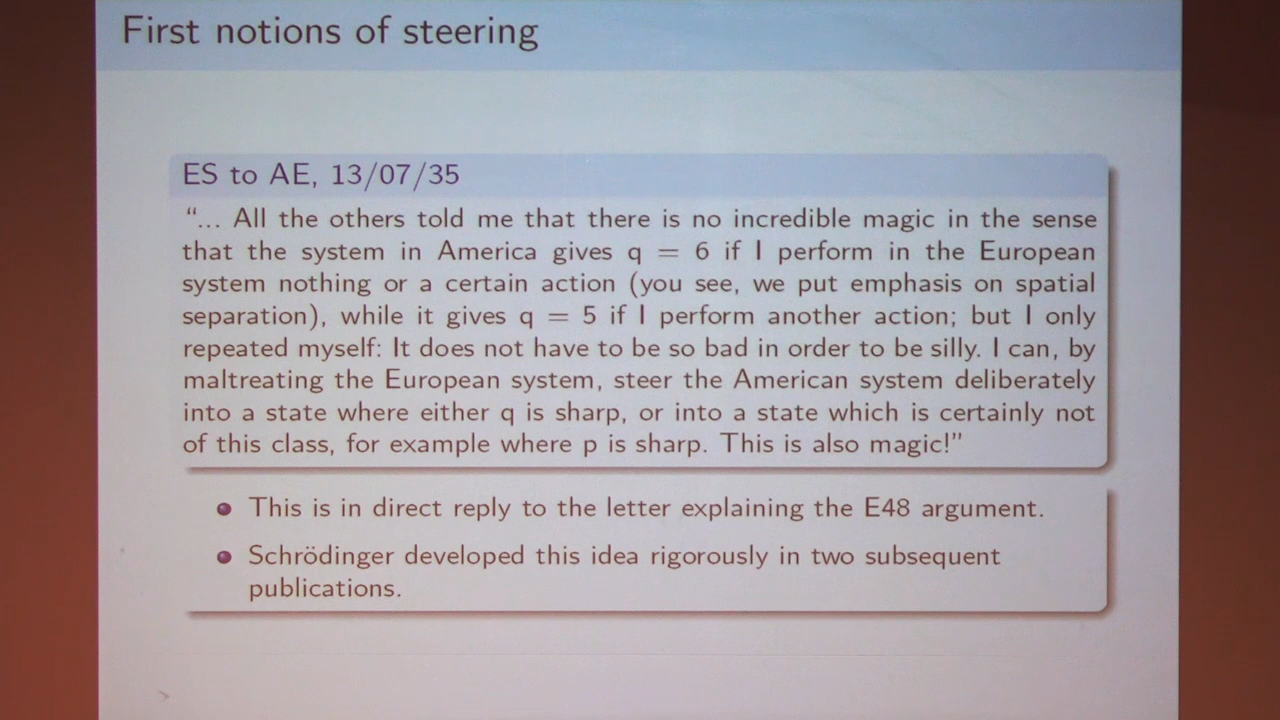 First notions of steering
ES to AE, 13/07/35
“... All the others told me that there is no incredible magic in the sense
that the system in America gives q = 6 if I perform in the European
system nothing or a certain action (you see, we put emphasis on spatial
separation), while it gives q = 5 if I perform another action; but I only
repeated myself: It does not have to be so bad in order to be silly. I can, by
maltreating the European system, steer the American system deliberately
into a state where either q is sharp, or into a state which is certainly not
of this class, for example where p is sharp. This is also magic!”
This is in direct reply to the letter explaining the E48 argument.
Schrödinger developed this idea rigorously in two subsequent
publications.